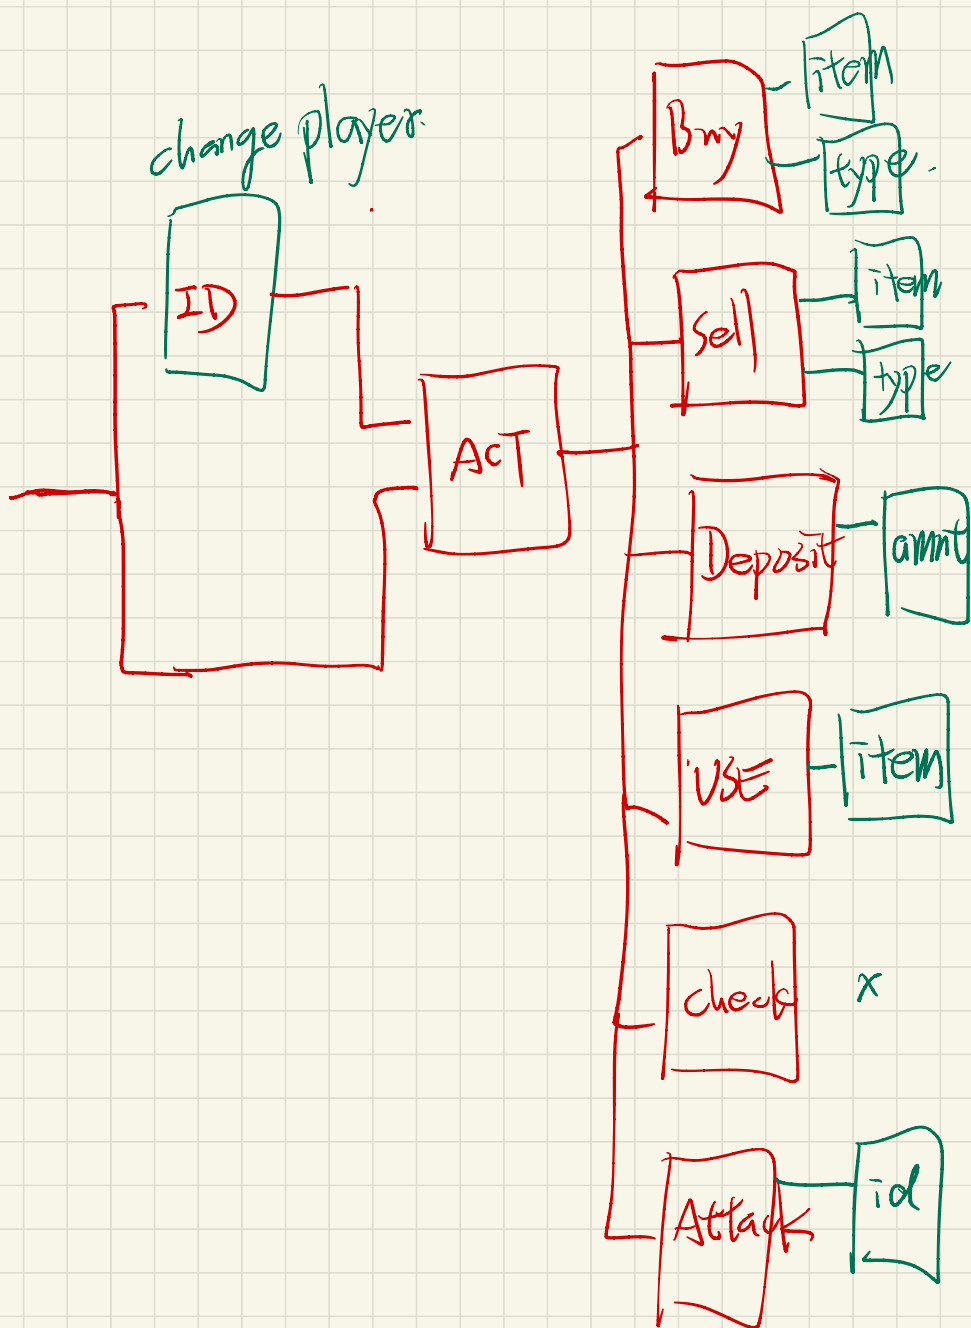 change player.
ID
ACT
Buy
item
type
Sell
item
type
Deposit
amnt
USE
item
check
x
Attack
id